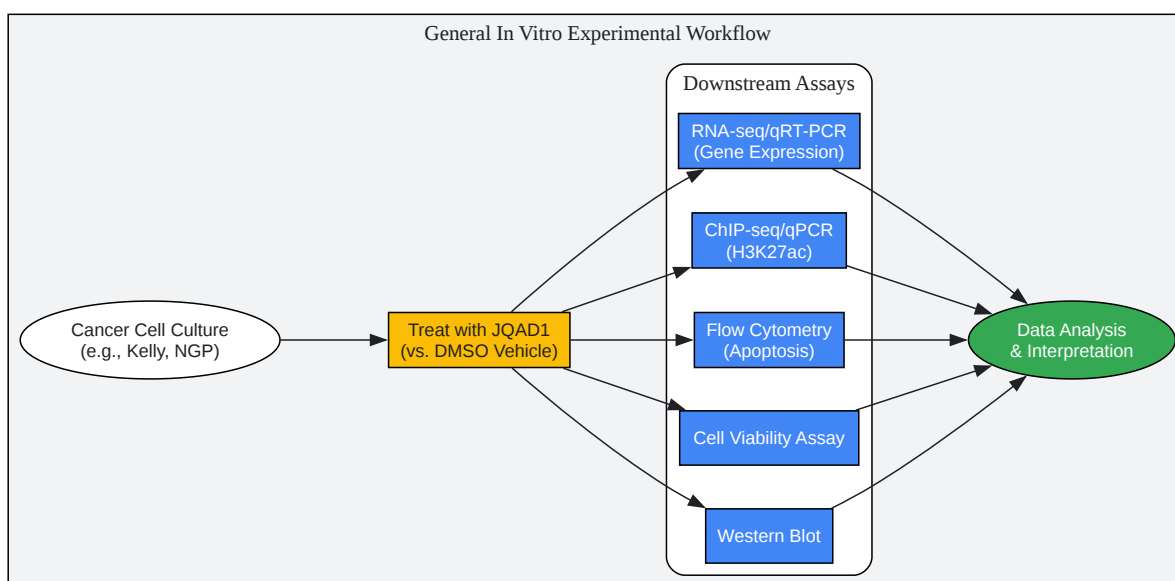 General In Vitro Experimental Workflow
Downstream Assays
RNA-seq/qRT-PCR
(Gene Expression)
ChIP-seq/qPCR
(H3K27ac)
Cancer Cell Culture
(e.g., Kelly, NGP)
Treat with JQAD1
(vs. DMSO Vehicle)
Flow Cytometry
(Apoptosis)
Data Analysis
& Interpretation
Cell Viability Assay
Western Blot